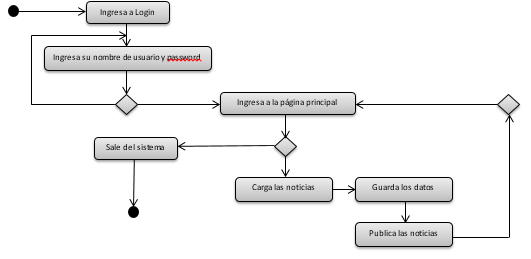 Ingresa a Login
Ingresa su nombre de usuario y password
Ingresa a la página principal
Sale del sistema
Carga las noticias
Guarda los datos
Publica las noticias